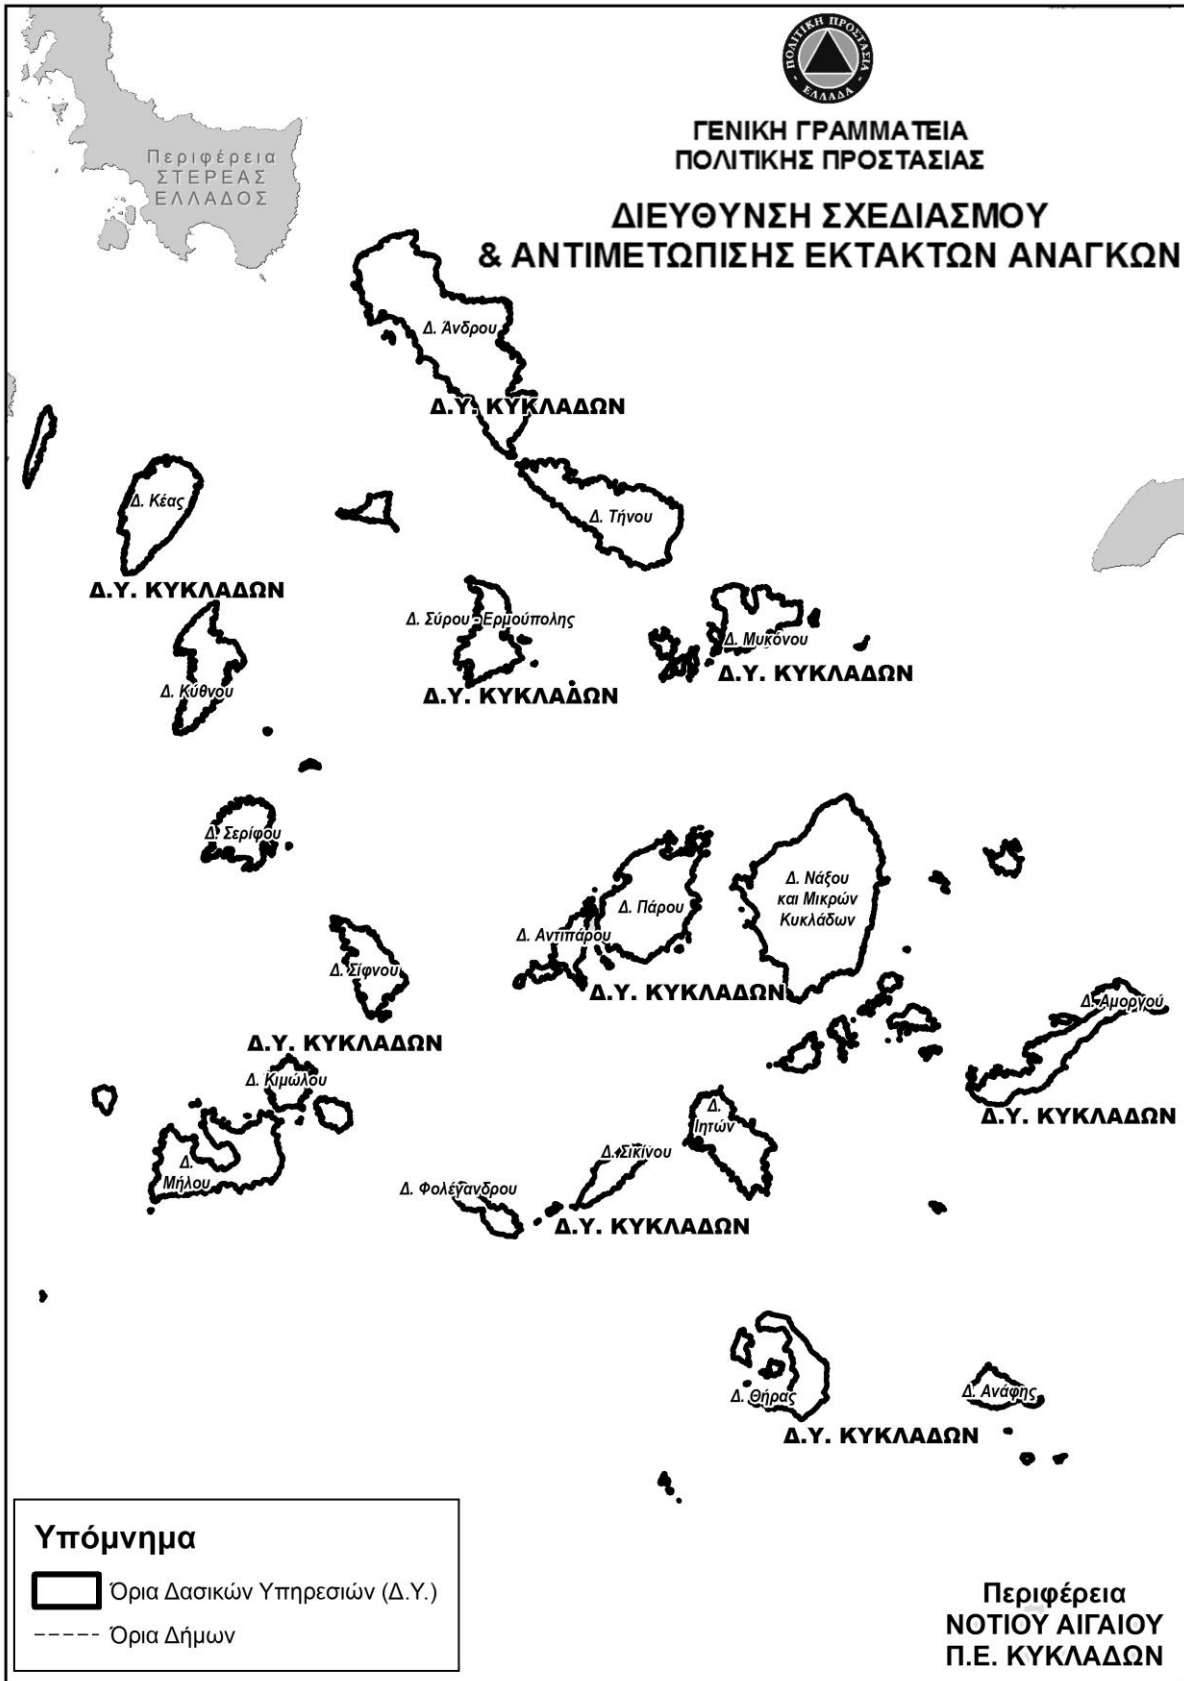 ΠΟΛΙΤΙΚΗ ΠΡΟΣΤΑΣΙΑ
- ΕΛΛΑΔΑ -
ΓΕΝΙΚΗ ΓΡΑΜΜΑΤΕΙΑ
ΠΟΛΙΤΙΚΗΣ ΠΡΟΣΤΑΣΙΑΣ
ΔΙΕΥΘΥΝΣΗ ΣΧΕΔΙΑΣΜΟΥ
& ΑΝΤΙΜΕΤΩΠΙΣΗΣ ΕΚΤΑΚΤΩΝ ΑΝΑΓΚΩΝ
Περιφέρεια
ΣΤΕΡΕΑΣ
ΕΛΛΑΔΟΣ
Δ. Άνδρου
Δ.Υ. ΚΥΚΛΑΔΩΝ
Δ. Κέας
Δ. Τήνου
Δ.Υ. ΚΥΚΛΑΔΩΝ
Δ. Σύρου - Ερμούπολης
Δ. Μυκόνου
Δ.Υ. ΚΥΚΛΑΔΩΝ
Δ. Κύθνου
Δ.Υ. ΚΥΚΛΑΔΩΝ
Δ. Σερίφου
Δ. Νάξου
και Μικρών
Κυκλάδων
Δ. Πάρου
Δ. Αντιπάρου
Δ. Σίφνου
Δ.Υ. ΚΥΚΛΑΔΩΝ
Δ. Αμοργού
Δ.Υ. ΚΥΚΛΑΔΩΝ
Δ. Κιμώλου
Δ.
Ιητών
Δ.Υ. ΚΥΚΛΑΔΩΝ
Δ. Σικίνου
Δ.
Μήλου
Δ. Φολέγανδρου
Δ.Υ. ΚΥΚΛΑΔΩΝ
Δ. Θήρας
Δ. Ανάφης
Δ.Υ. ΚΥΚΛΑΔΩΝ
Υπόμνημα
Όρια Δασικών Υπηρεσιών (Δ.Υ.)
Όρια Δήμων
Περιφέρεια
ΝΟΤΙΟΥ ΑΙΓΑΙΟΥ
Π.Ε. ΚΥΚΛΑΔΩΝ